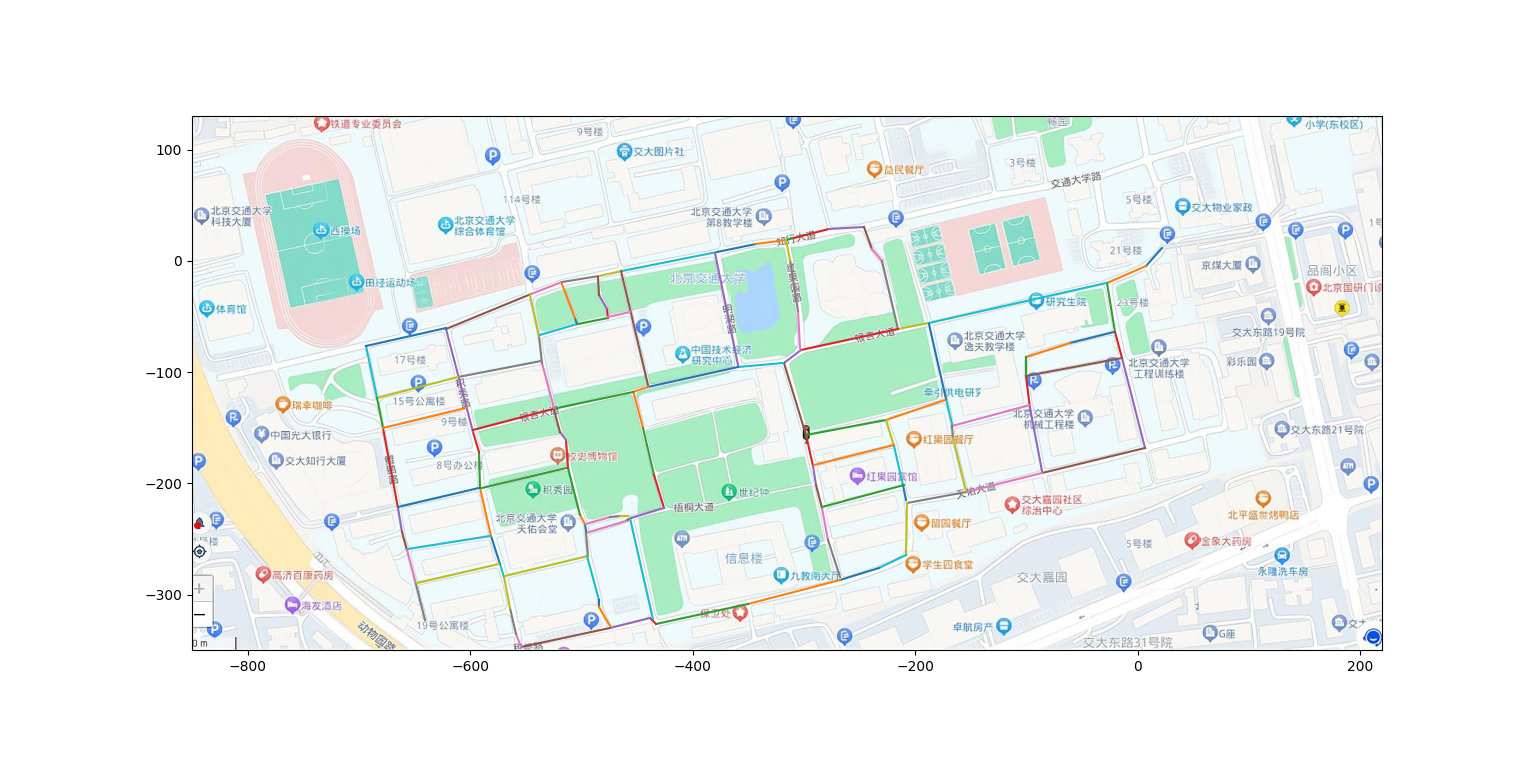 铁道专业委员会
9号楼
交大图片社
畅园
小学(东校区)
100
益民餐厅
3号楼
交通大学路
114号楼
北京交通大学
科技大厦
北京交通大学
综合体育馆
北京交通大学
第8教学楼
5号楼
交大物业家政
西操场
知行大道
21号楼
0
京煤大厦
品阁小区
田径运动场
北京交通大学
红果园路
北京国研门诊
体育馆
明湖路
研究生院
23号楼
交大东路19号院
银杏大道
北京交通大学
逸夫教学楼
17号楼
中国技术经济
研究中心
北京交通大学
工程训练楼
彩乐园
-100
瑞幸咖啡
15号公寓楼
牵引供电研
9号楼
银杏大道
北京交通大学
机械工程楼
中国光大银行
红果园餐厅
交大东路21号院
交大知行大厦
8号办公楼
校史博物馆
红果园宾馆
ATM
-200
积秀园
世纪钟
天佑大道
梧桐大道
交大嘉园社区
综治中心
北平盛世烤鸭店
北京交通大学
天佑会堂
留园餐厅
ATM
信息楼
5号楼
金象大药房
学生四食堂
永隆洗车房
高济百康药房
九教南大厅
交大嘉园
-300
海友酒店
保卫处
19号公寓楼
动物园路
卓航房产
G座
交大东路31号院
0 m
-800
-600
-400
-200
0
200